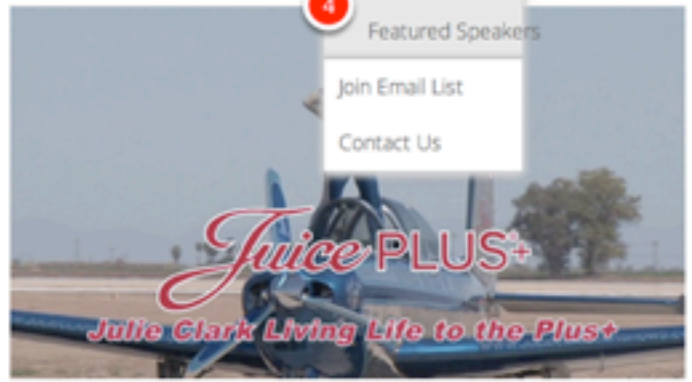 4
Featured Speakers
Join Email List
Contact Us
Juice PLUS+
Julie Clark Living Life to the Plus+